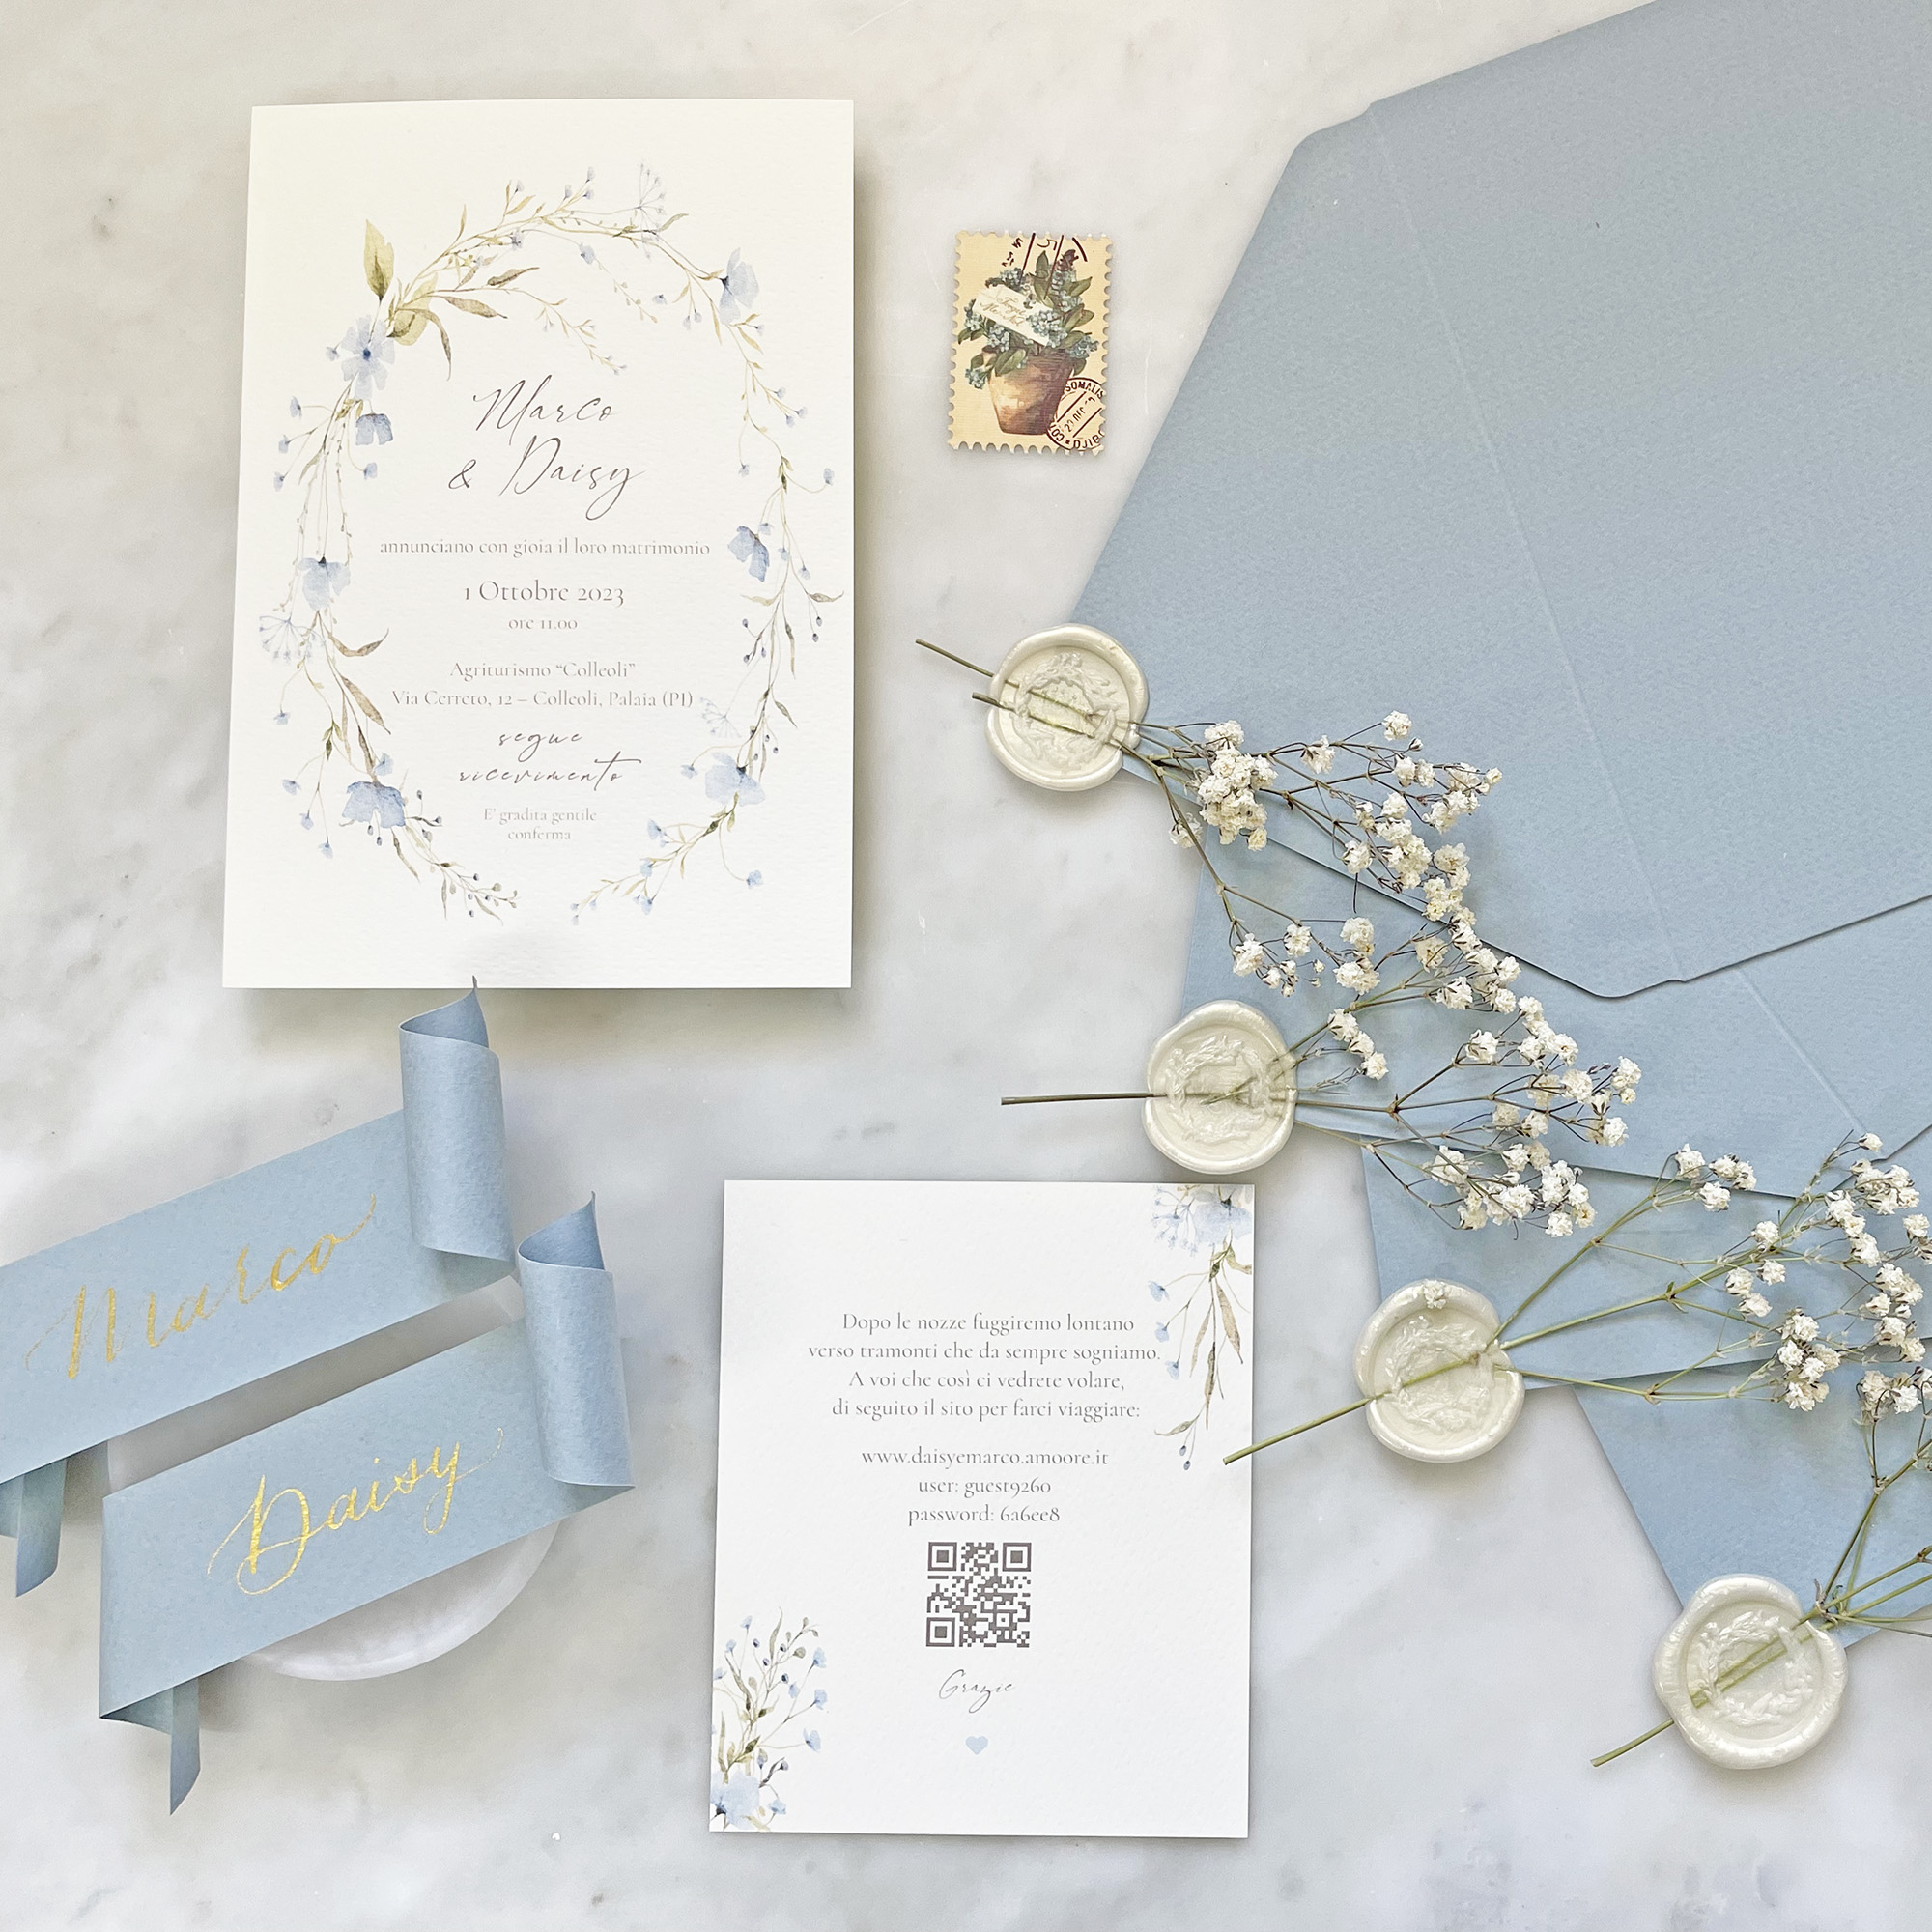 Marco
& Daisy
annunciano con gioia il loro matrimonio
1 Ottobre 2023
ore 11.00
Agriturismo “Colleoli”
Via Cerreto, 12 – Colleoli, Palaia (PI)
segue
ricevimento
E' gradita gentile
conferma
Marco
Daisy
Dopo le nozze fuggiremo lontano
verso tramonti che da sempre sogniamo.
A voi che così ci vedrete volare,
di seguito il sito per farci viaggiare:
www.daisyemarco.amoore.it
user: guest9260
password: 6a6ee8
Grazie